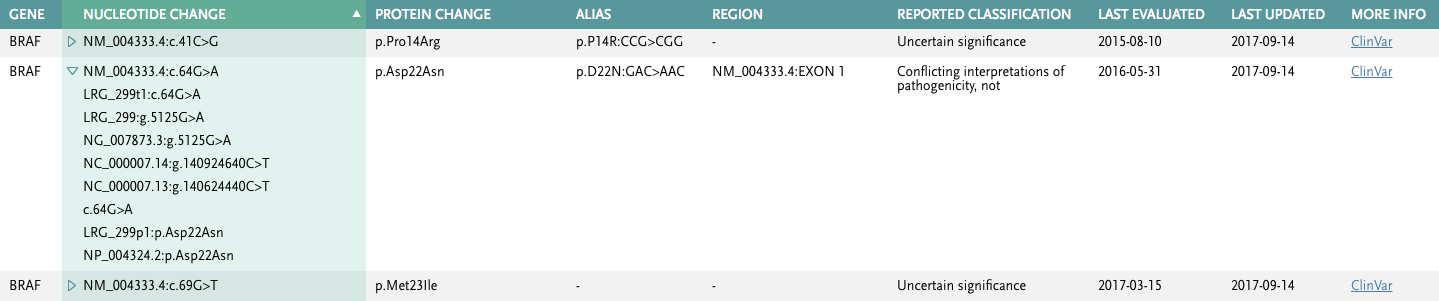 GENE NUCLEOTIDE CHANGE PROTEIN CHANGE ALIAS REGION REPORTED CLASSIFICATION LAST EVALUATED LAST UPDATED MORE INFO
BRAF NM_004333.4:c.41C>G p.Pro14Arg p.P14R:CCG>CGG - Uncertain significance 2015-08-10 2017-09-14 ClinVar
BRAF NM_004333.4:c.64G>A p.Asp22Asn p.D22N:GAC>AAC NM_004333.4:EXON 1 Conflicting interpretations of 2016-05-31 2017-09-14 ClinVar
pathogenicity, not
LRG_299t1:c.64G>A
LRG_299:g.5125G>A
NG_007873.3:g.5125G>A
NC_000007.14:g.140924640C>T
NC_000007.13:g.140624440C>T
c.64G>A
LRG_299p1:p.Asp22Asn
NP_004324.2:p.Asp22Asn
BRAF NM_004333.4:c.69G>T p.Met23Ile - - Uncertain significance 2017-03-15 2017-09-14 ClinVar